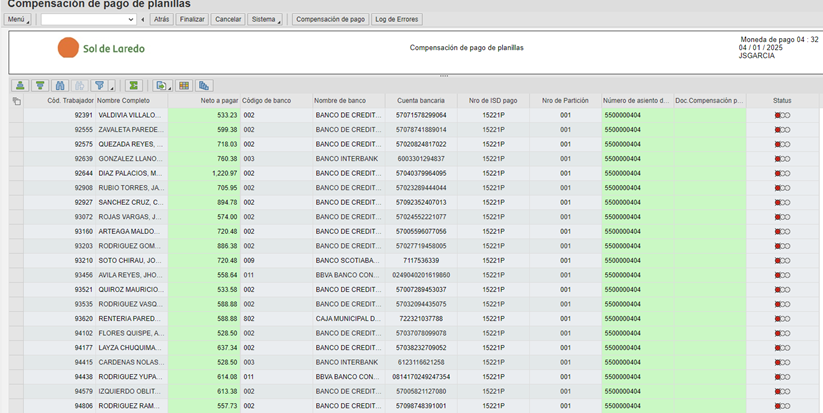 Compensación de pago de planillas
Menú Atrás Finalizar Cancelar Sistema Compensación de pago Log de Errores
Sol de Laredo
Compensación de pago de planillas
Moneda de pago 04 : 32
04 / 01 / 2025
JSGARCIA
Cód. Trabajador Nombre Completo Neto a pagar Código de banco Nombre de banco Cuenta bancaria Nro de ISD pago Nro de Partición Número de asiento d... Doc.Compensación p... Status
92391 VALDIVIA VILLALO... 533.23 002 BANCO DE CREDIT... 57071578299064 15221P 001 5500000404
92555 ZAVALETA PAREDE... 599.38 002 BANCO DE CREDIT... 57078741889014 15221P 001 5500000404
92575 QUEZADA REYES, ... 718.03 002 BANCO DE CREDIT... 57020824817022 15221P 001 5500000404
92639 GONZALEZ LLANO... 760.38 003 BANCO INTERBANK 6003301294837 15221P 001 5500000404
92644 DIAZ PALACIOS, M... 1,220.97 002 BANCO DE CREDIT... 57040379964095 15221P 001 5500000404
92908 RUBIO TORRES, JA... 705.95 002 BANCO DE CREDIT... 57023289444044 15221P 001 5500000404
92927 SANCHEZ CRUZ, C... 894.78 002 BANCO DE CREDIT... 57092352407013 15221P 001 5500000404
93072 ROJAS VARGAS, J... 574.00 002 BANCO DE CREDIT... 57024552221077 15221P 001 5500000404
93160 ARTEAGA MALDO... 720.48 002 BANCO DE CREDIT... 57005596077056 15221P 001 5500000404
93203 RODRIGUEZ GOM... 886.38 002 BANCO DE CREDIT... 57027719458005 15221P 001 5500000404
93210 SOTO CHIRAU, JO... 720.48 009 BANCO SCOTIABA... 7117536339 15221P 001 5500000404
93456 AVILA REYES, JHO... 558.64 011 BBVA BANCO CON... 0249040201619860 15221P 001 5500000404
93521 QUIROZ MAURICIO... 533.58 002 BANCO DE CREDIT... 57007289453037 15221P 001 5500000404
93535 RODRIGUEZ VASQ... 588.88 002 BANCO DE CREDIT... 57032094435075 15221P 001 5500000404
93620 RENTERIA PARED... 588.88 802 CAJA MUNICIPAL D... 722321037788 15221P 001 5500000404
94102 FLORES QUISPE, A... 528.50 002 BANCO DE CREDIT... 57037078099078 15221P 001 5500000404
94177 LAYZA CHUQUIMA... 637.34 002 BANCO DE CREDIT... 57038232709052 15221P 001 5500000404
94415 CARDENAS NOLAS... 528.50 003 BANCO INTERBANK 6123116621258 15221P 001 5500000404
94438 RODRIGUEZ YUPA... 614.08 011 BBVA BANCO CON... 0814170249247354 15221P 001 5500000404
94579 IZQUIERDO OBLIT... 613.38 002 BANCO DE CREDIT... 57005821127080 15221P 001 5500000404
94806 RODRIGUEZ RAM... 557.73 002 BANCO DE CREDIT... 57098748391001 15221P 001 5500000404